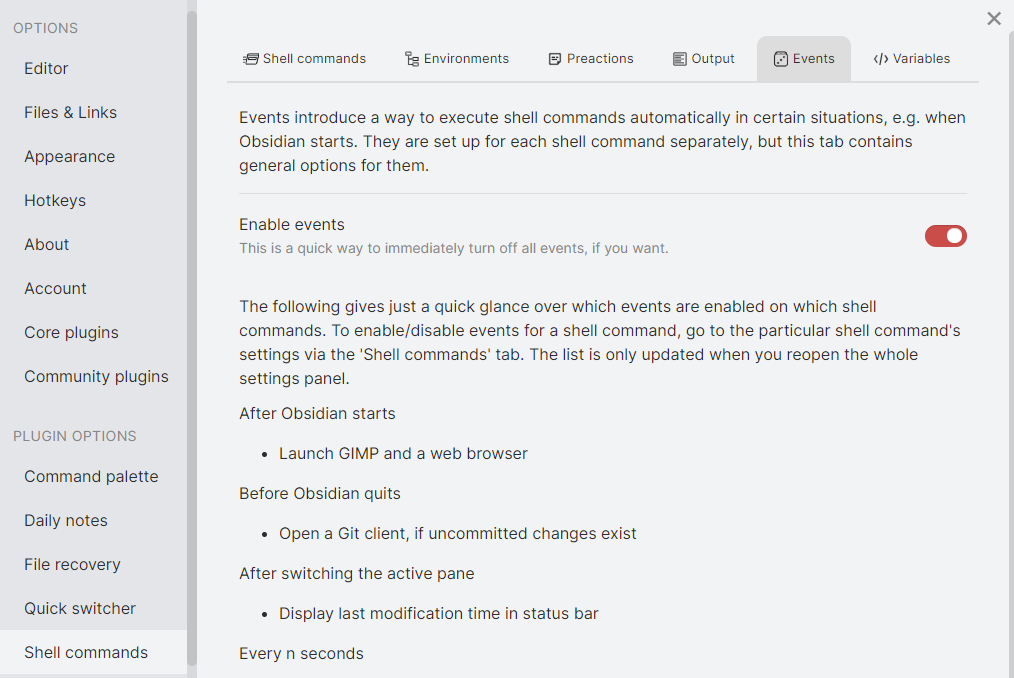 OPTIONS
Editor
Files & Links
Appearance
Hotkeys
About
Account
Core plugins
Community plugins
PLUGIN OPTIONS
Command palette
Daily notes
File recovery
Quick switcher
Shell commands
Shell commands
Environments
Preactions
Output
Events
Variables
Events introduce a way to execute shell commands automatically in certain situations, e.g. when
Obsidian starts. They are set up for each shell command separately, but this tab contains
general options for them.
Enable events
This is a quick way to immediately turn off all events, if you want.
The following gives just a quick glance over which events are enabled on which shell
commands. To enable/disable events for a shell command, go to the particular shell command's
settings via the 'Shell commands' tab. The list is only updated when you reopen the whole
settings panel.
After Obsidian starts
• Launch GIMP and a web browser
Before Obsidian quits
• Open a Git client, if uncommitted changes exist
After switching the active pane
• Display last modification time in status bar
Every n seconds